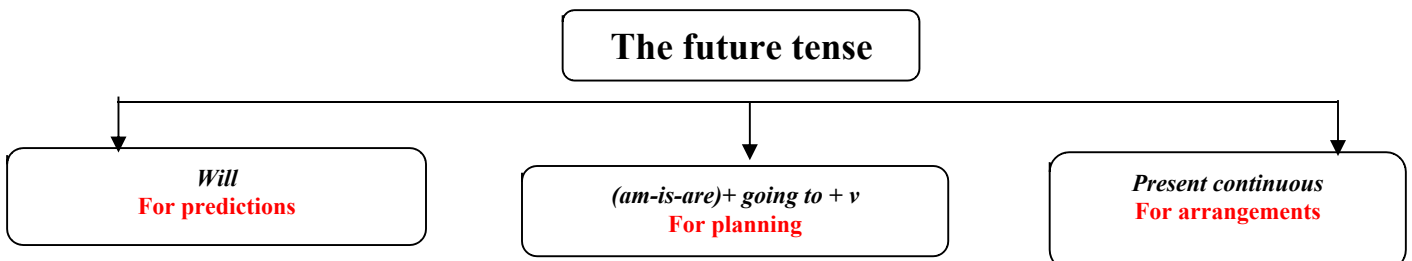 The future tense
Will
For predictions
(am-is-are)+ going to + v
For planning
Present continuous
For arrangements